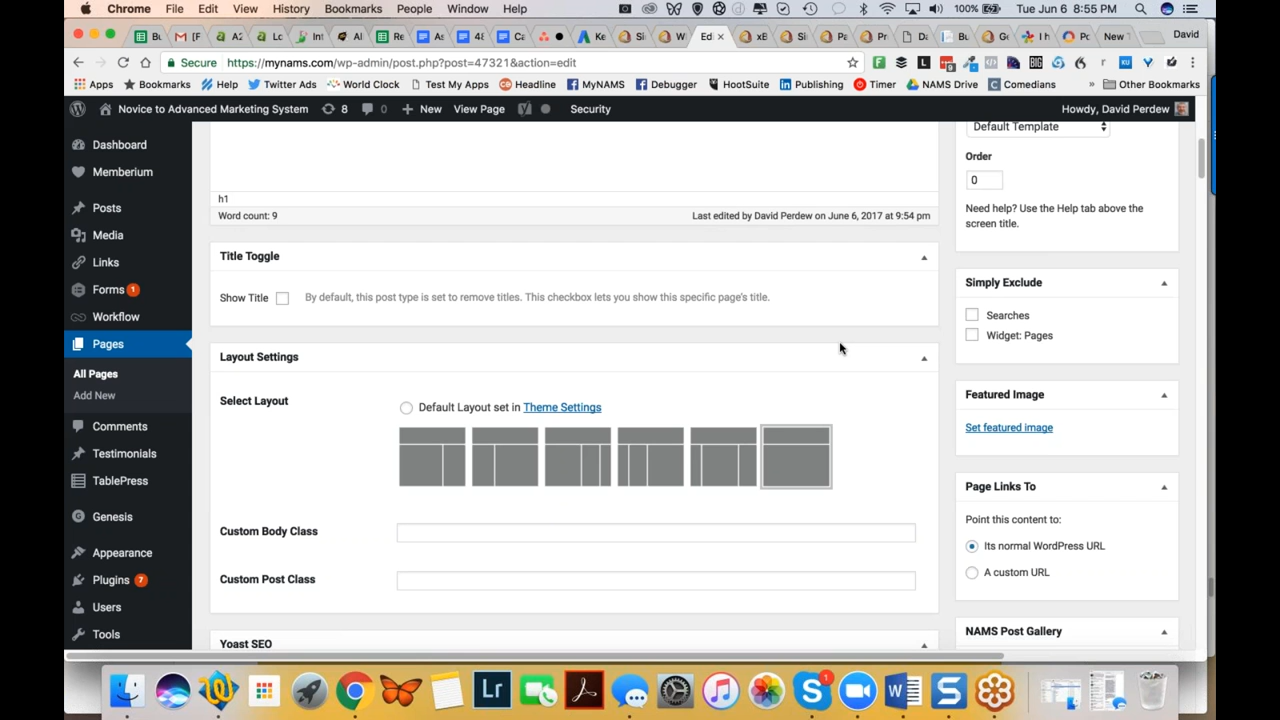 Chrome File Edit View History Bookmarks People Window Help 100% Tue Jun 6 8:55 PM
David
Secure https://mynams.com/wp-admin/post.php?post=47321&action=edit
Apps Bookmarks Help Twitter Ads World Clock Test My Apps Headline MyNAMS Debugger HootSuite Publishing Timer NAMS Drive Comedians » Other Bookmarks
Novice to Advanced Marketing System 8 0 New View Page Security Howdy, David Perdew
Dashboard
Memberium
Posts
Media
Links
Forms 1
Workflow
Pages
All Pages
Add New
Comments
Testimonials
TablePress
Genesis
Appearance
Plugins 7
Users
Tools
h1
Word count: 9 Last edited by David Perdew on June 6, 2017 at 9:54 pm
Title Toggle
Show Title By default, this post type is set to remove titles. This checkbox lets you show this specific page's title.
Layout Settings
Select Layout
Default Layout set in Theme Settings
Custom Body Class
Custom Post Class
Yoast SEO
Default Template
Order
0
Need help? Use the Help tab above the
screen title.
Simply Exclude
Searches
Widget: Pages
Featured Image
Set featured image
Page Links To
Point this content to:
Its normal WordPress URL
A custom URL
NAMS Post Gallery